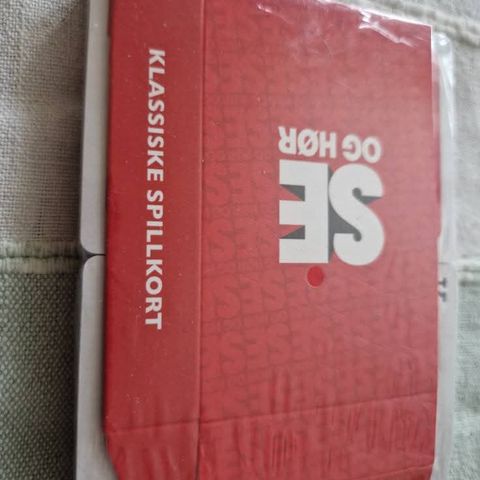 SE
OG HØR
KLASSISKE SPILLKORT